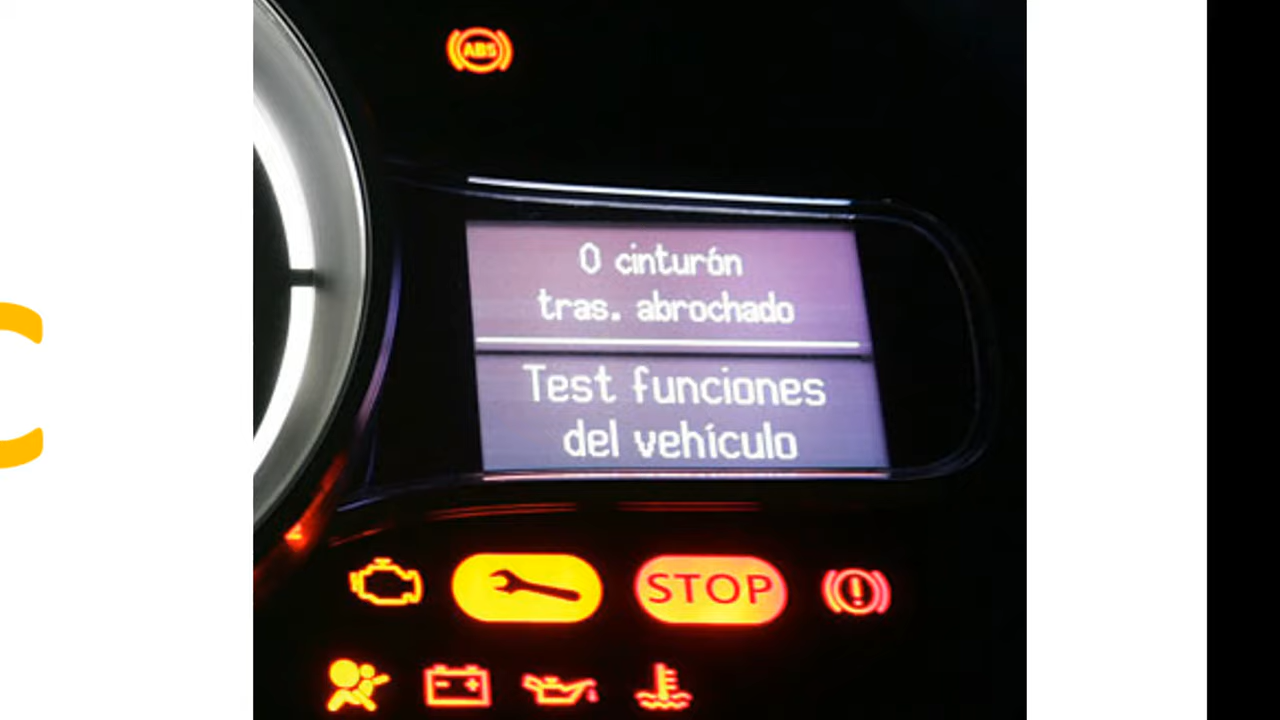 ABS
0 cinturón
tras. abrochado
Test funciones
del vehículo
STOP